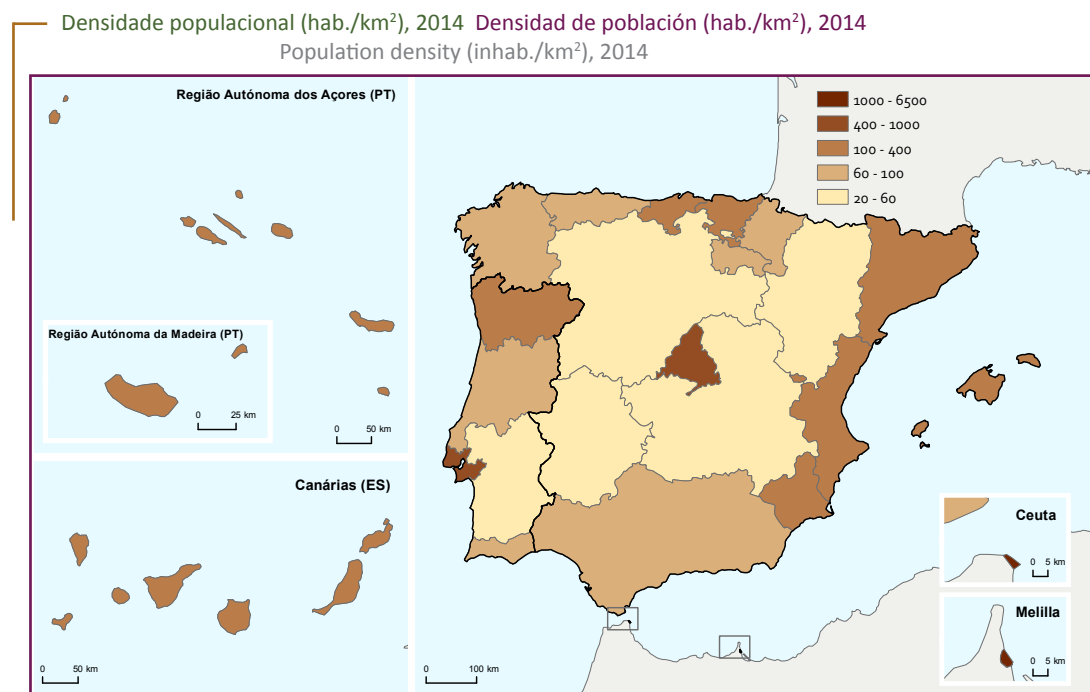 Densidade populacional (hab./km²), 2014 Densidad de población (hab./km²), 2014
Population density (inhab./km²), 2014
Região Autónoma dos Açores (PT)
1000 - 6500
400 - 1000
100 - 400
60 - 100
20 - 60
Região Autónoma da Madeira (PT)
0 25 km
0 50 km
Canárias (ES)
0 50 km
0 100 km
Ceuta
0 5 km
Melilla
0 5 km